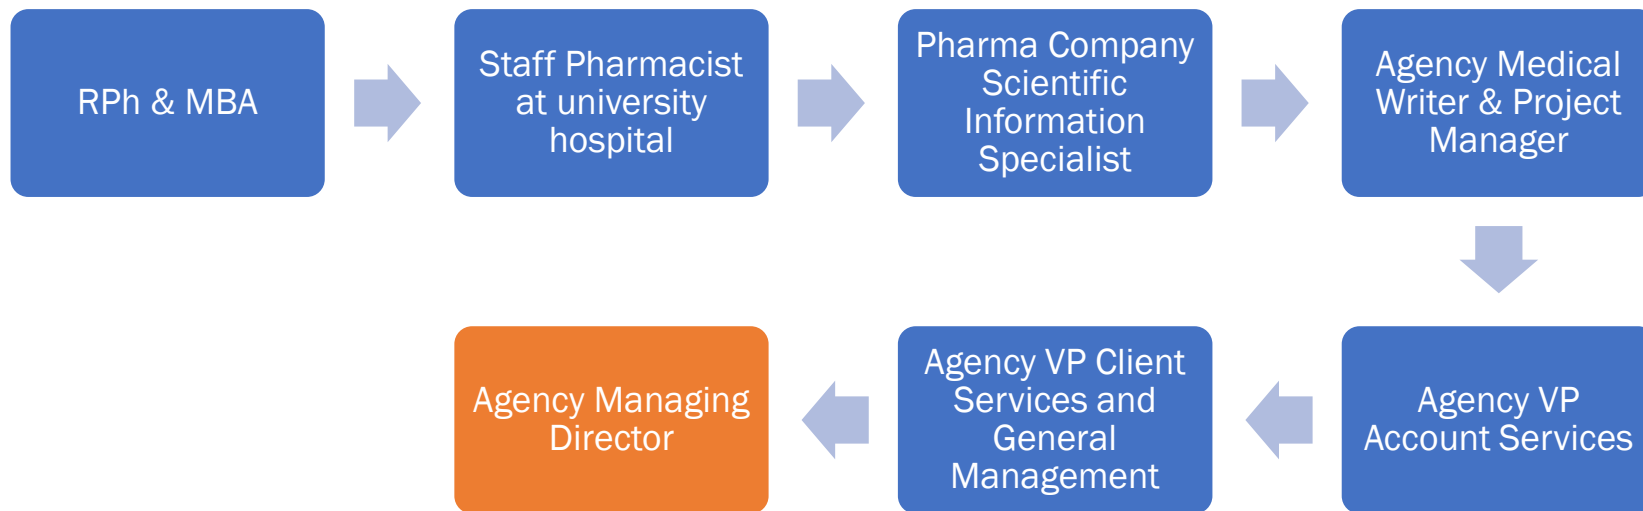 RPh & MBA
Staff Pharmacist
at university
hospital
Pharma Company
Scientific
Information
Specialist
Agency Medical
Writer & Project
Manager
Agency VP
Account Services
Agency VP Client
Services and
General
Management
Agency Managing
Director